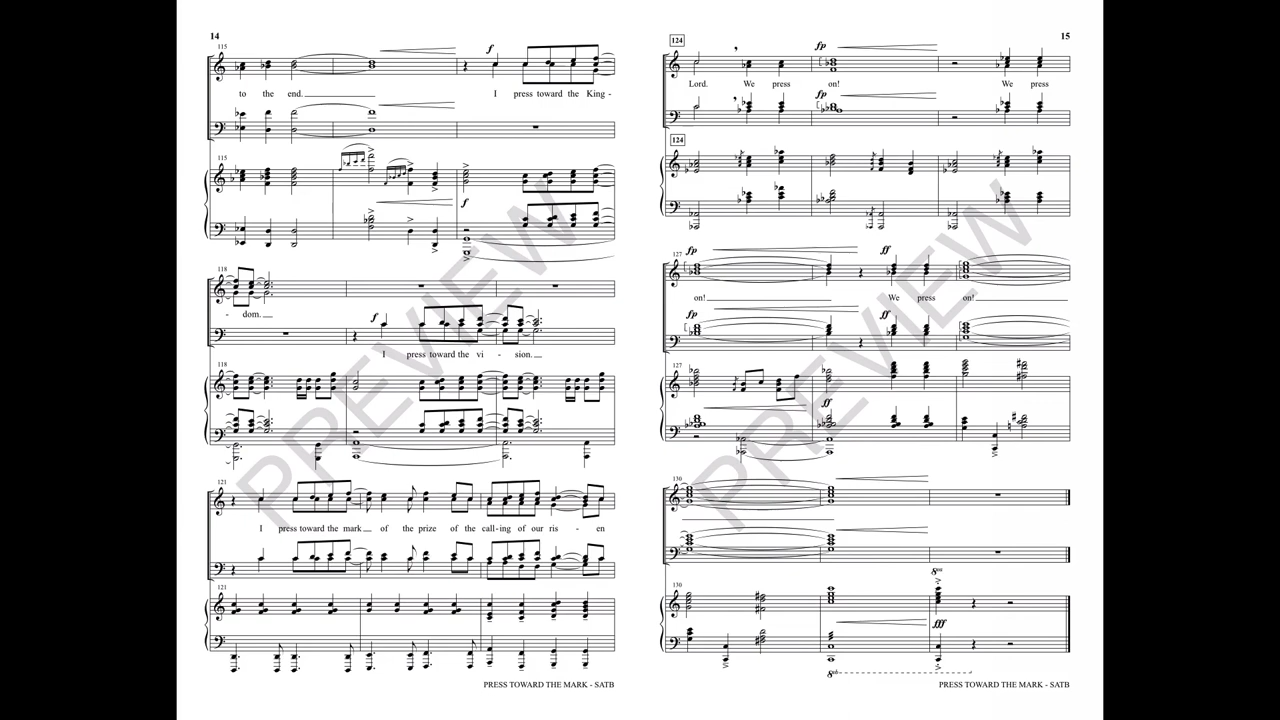 14
115
f
to the end.
I press toward the King -
115
f
118
- dom.
f
I press toward the vi - sion.
118
121
I press toward the mark of the prize of the call-ing of our ris - en
121
PRESS TOWARD THE MARK - SATB
PREVIEW
124
15
fp
Lord. We press on! We press
fp
124
127
fp ff
on! We press on!
fp ff
127
ff
130
130
8va
fff
8vb
PRESS TOWARD THE MARK - SATB
PREVIEW